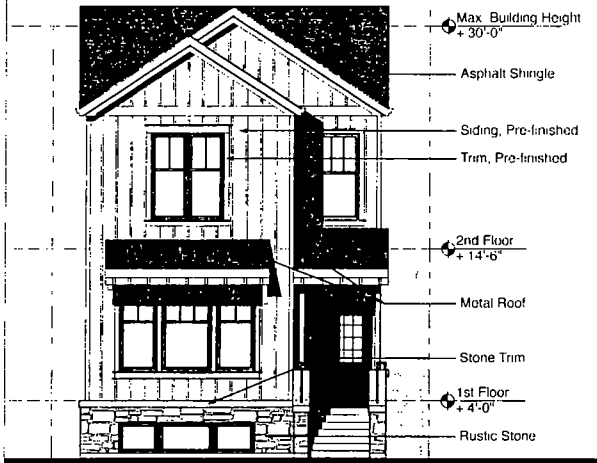 Max. Building Height
+ 30'-0"
Asphalt Shingle
Siding, Pre-finished
Trim, Pre-finished
2nd Floor
+ 14'-6"
Metal Roof
Stone Trim
1st Floor
+ 4'-0"
Rustic Stone